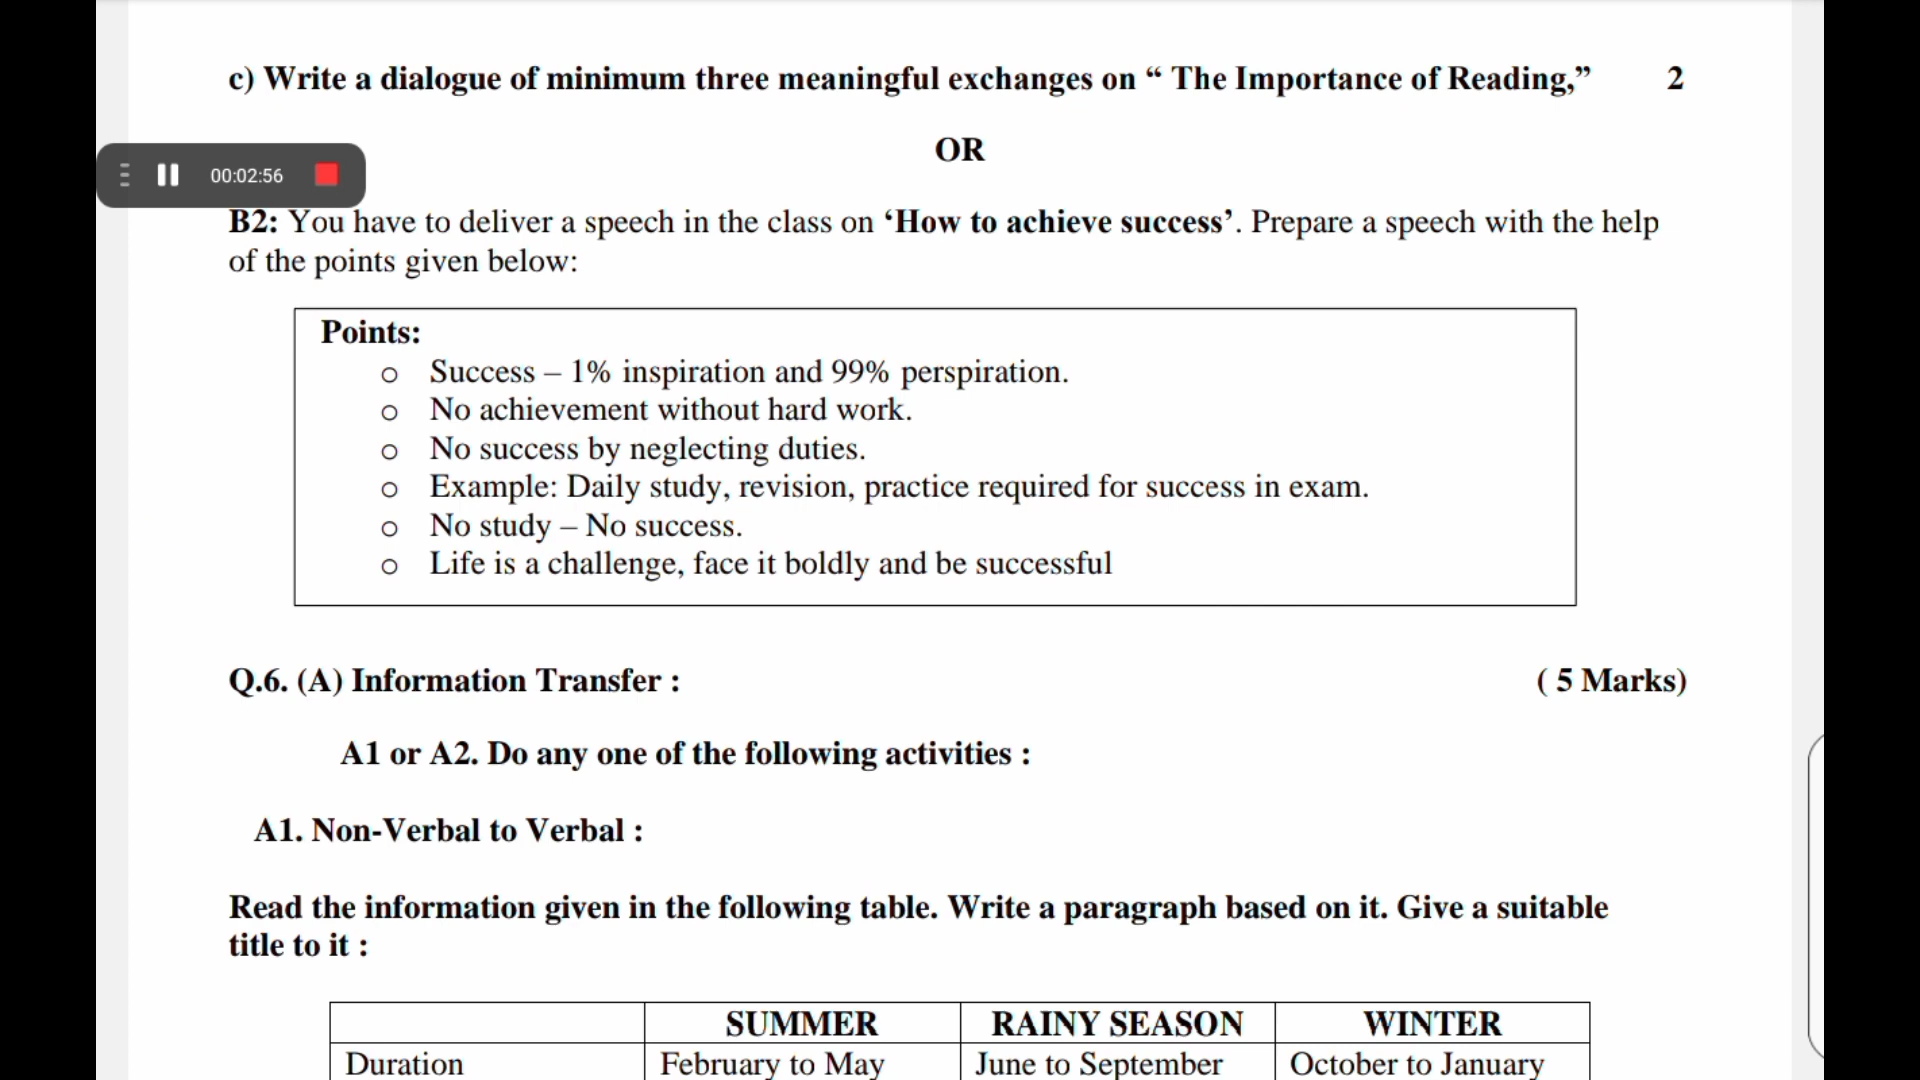 c) Write a dialogue of minimum three meaningful exchanges on “ The Importance of Reading,” 2
OR
00:02:56
B2: You have to deliver a speech in the class on ‘How to achieve success’. Prepare a speech with the help
of the points given below:
Points:
o Success – 1% inspiration and 99% perspiration.
o No achievement without hard work.
o No success by neglecting duties.
o Example: Daily study, revision, practice required for success in exam.
o No study – No success.
o Life is a challenge, face it boldly and be successful
Q.6. (A) Information Transfer : ( 5 Marks)
A1 or A2. Do any one of the following activities :
A1. Non-Verbal to Verbal :
Read the information given in the following table. Write a paragraph based on it. Give a suitable
title to it :
SUMMER RAINY SEASON WINTER
Duration February to May June to September October to January